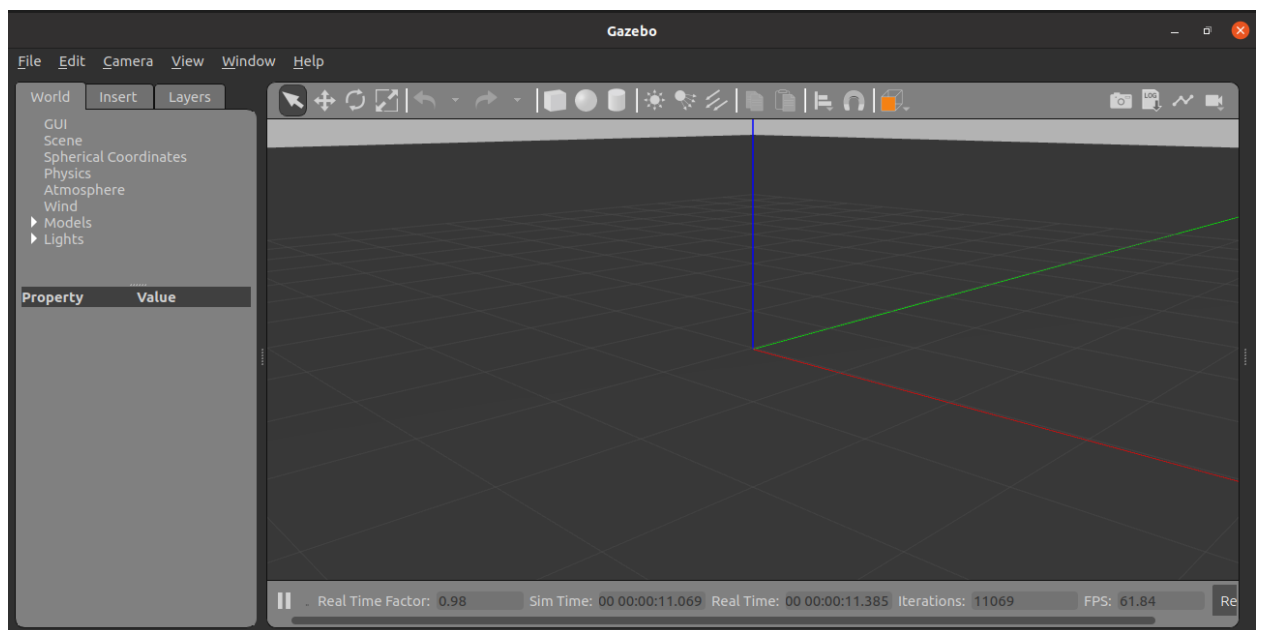 Gazebo
File Edit Camera View Window Help
World Insert Layers
LOG
GUI
Scene
Spherical Coordinates
Physics
Atmosphere
Wind
Models
Lights
Property Value
Real Time Factor: 0.98 Sim Time: 00 00:00:11.069 Real Time: 00 00:00:11.385 Iterations: 11069 FPS: 61.84 Re